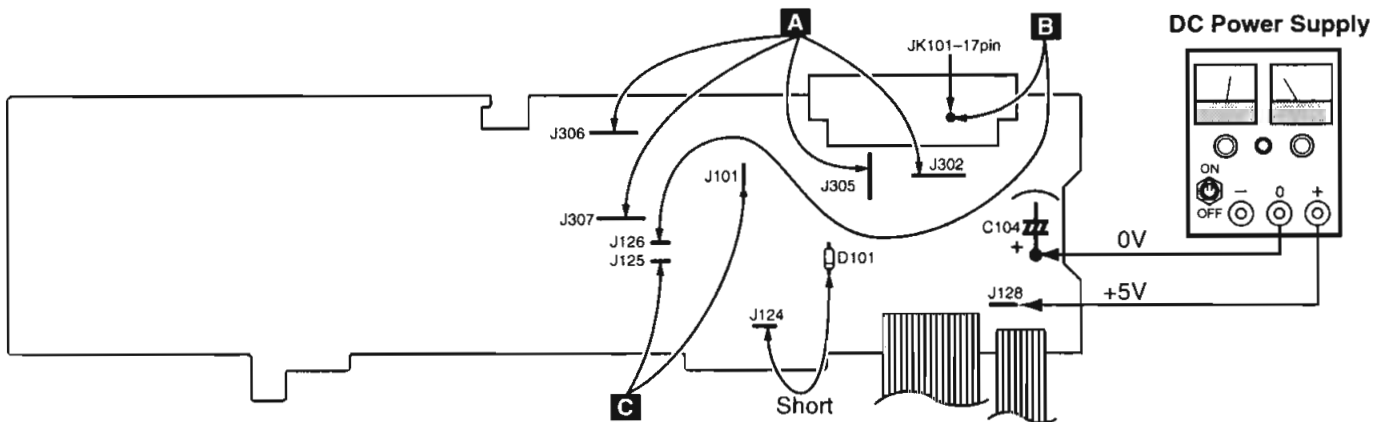 A
B
DC Power Supply
JK101-17pin
J306
J101
J305
J302
ON
OFF
−
0
+
J307
J126
J125
C104
+
0V
D101
J128
+5V
J124
C
Short